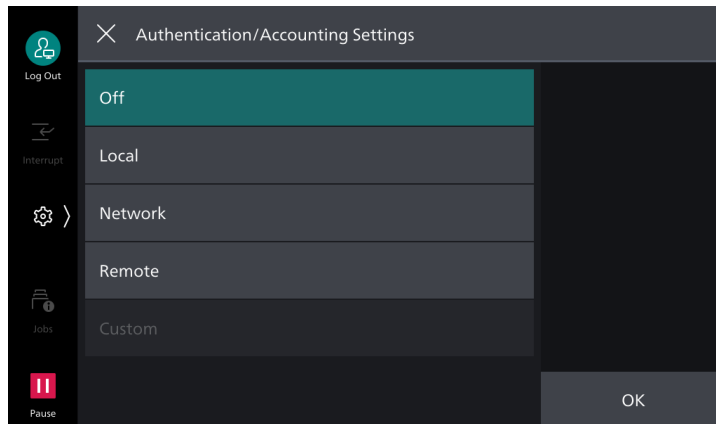 Authentication/Accounting Settings
Log Out
Off
Interrupt
Local
Network
Remote
Jobs
Custom
Pause
OK